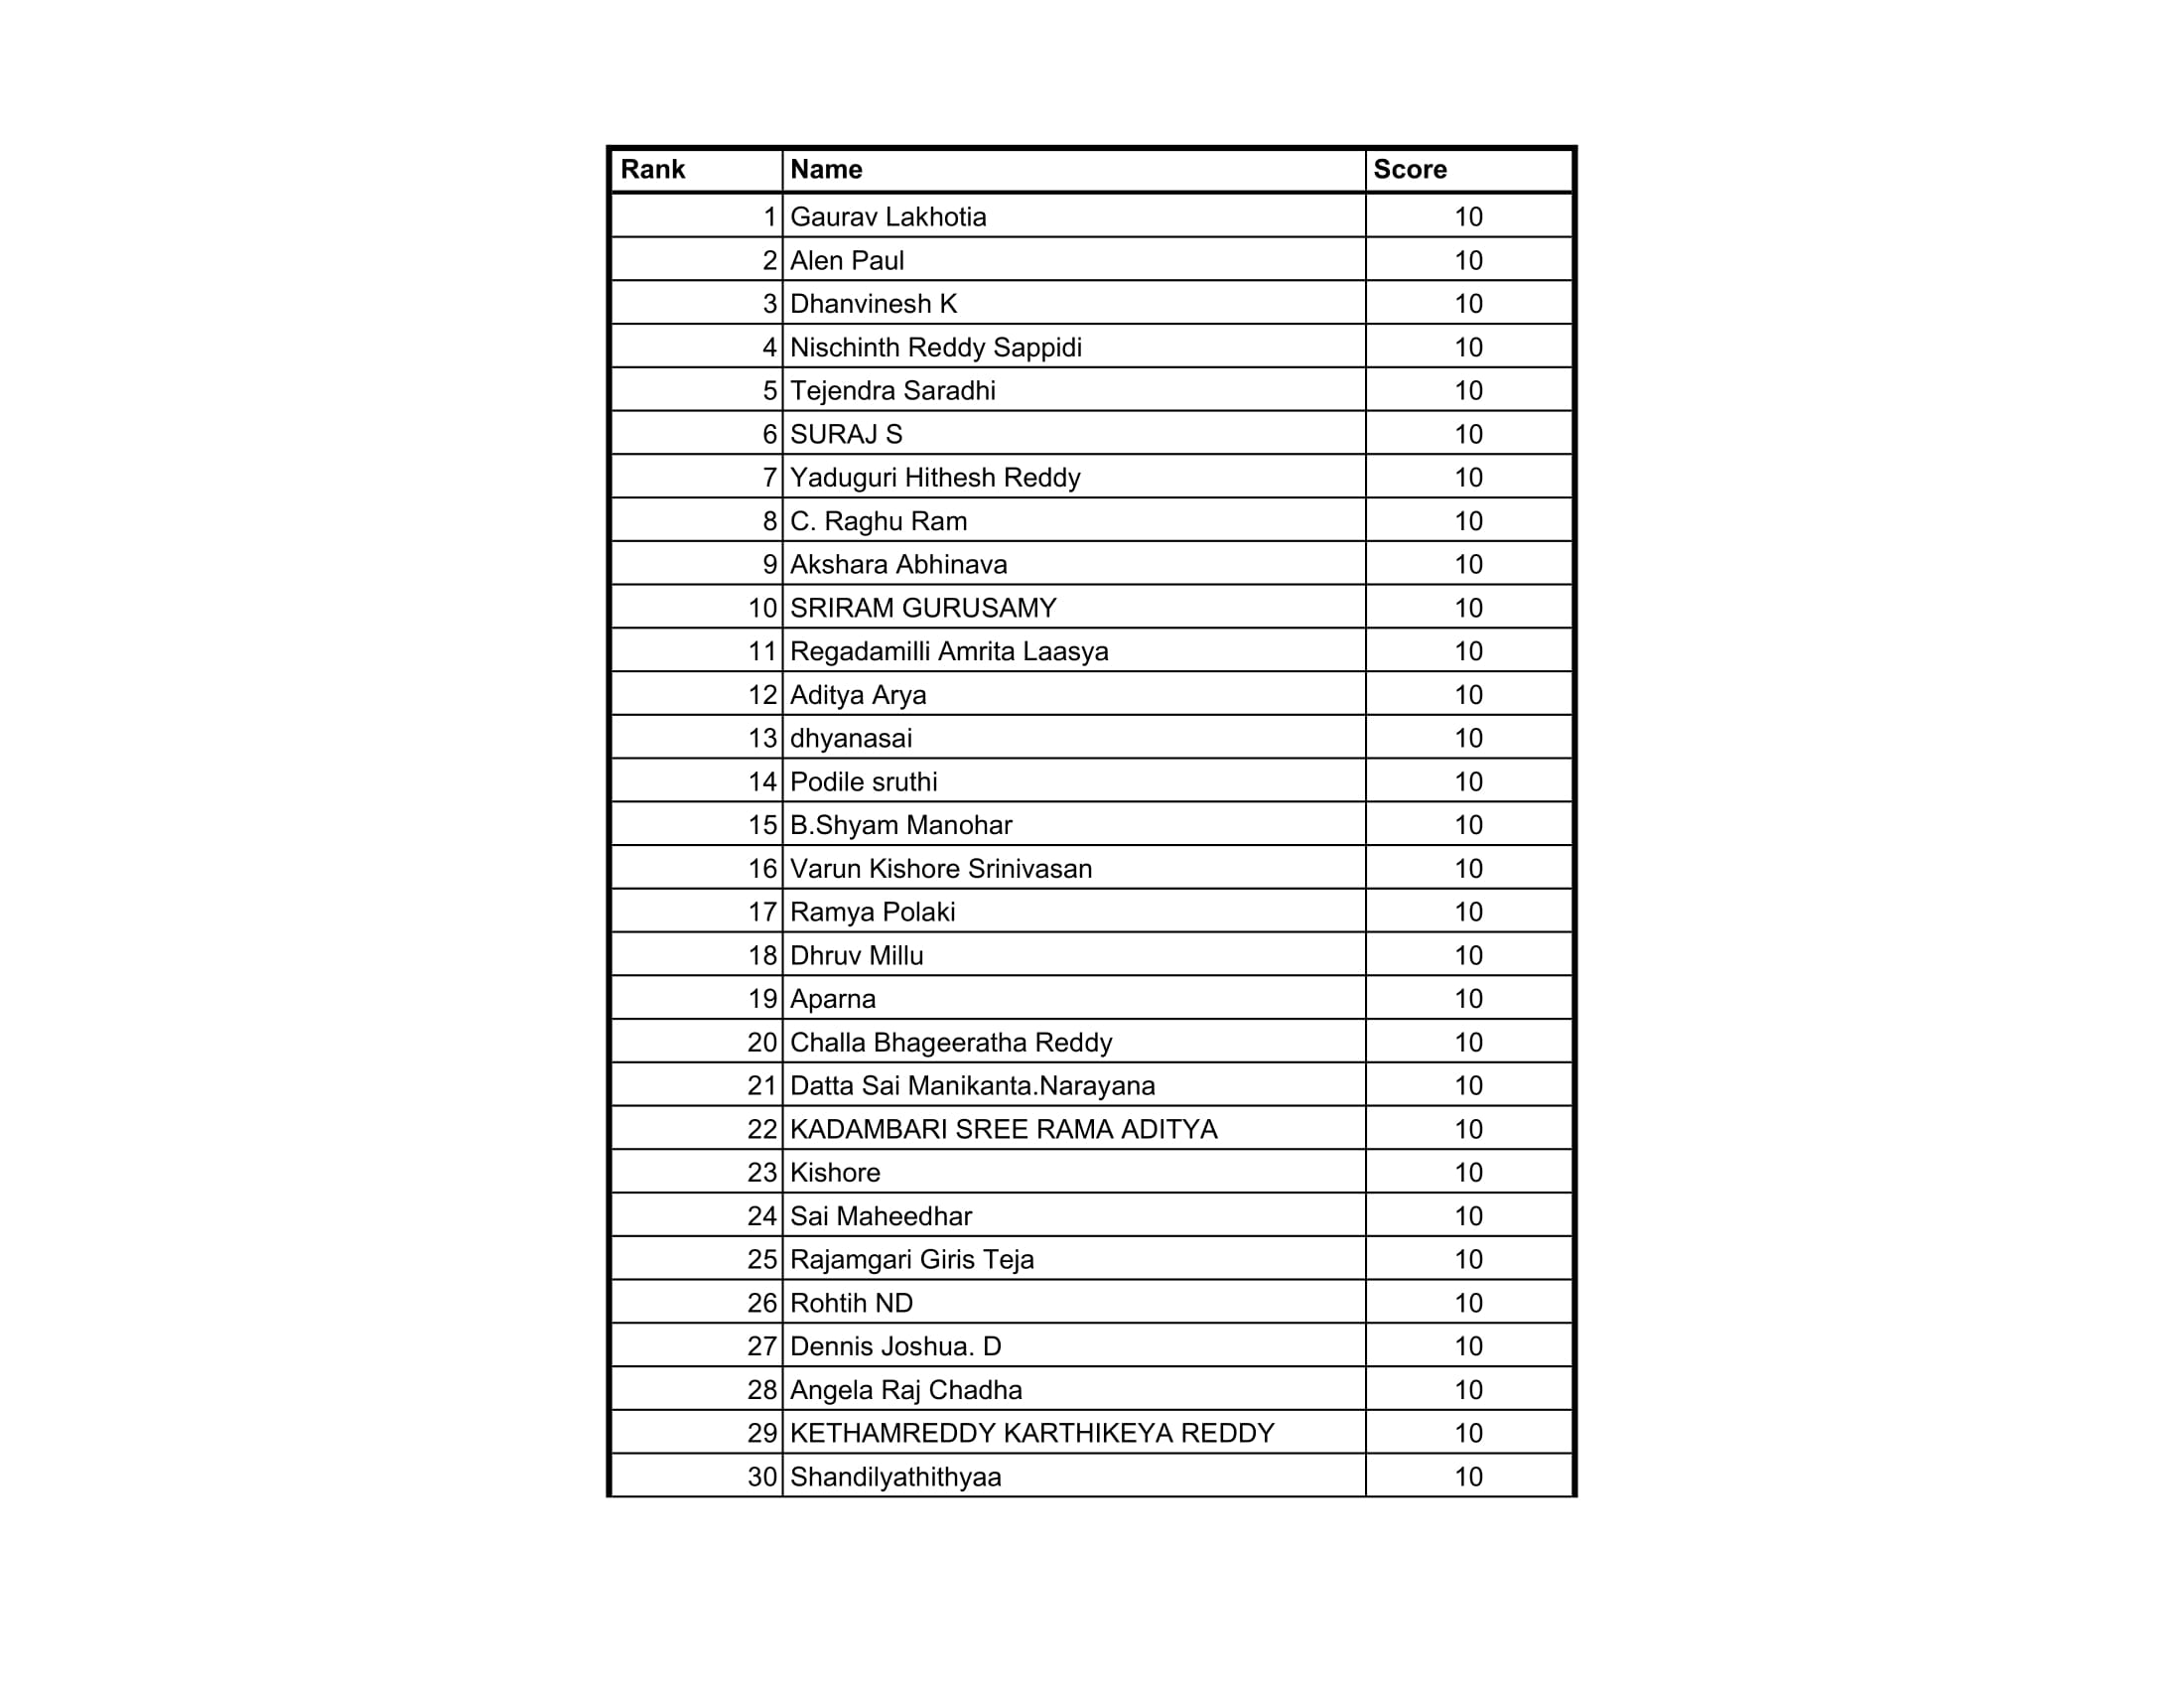 Rank Name Score
1 Gaurav Lakhotia 10
2 Alen Paul 10
3 Dhanvinesh K 10
4 Nischinth Reddy Sappidi 10
5 Tejendra Saradhi 10
6 SURAJ S 10
7 Yaduguri Hithesh Reddy 10
8 C. Raghu Ram 10
9 Akshara Abhinava 10
10 SRIRAM GURUSAMY 10
11 Regadamilli Amrita Laasya 10
12 Aditya Arya 10
13 dhyanasai 10
14 Podile sruthi 10
15 B.Shyam Manohar 10
16 Varun Kishore Srinivasan 10
17 Ramya Polaki 10
18 Dhruv Millu 10
19 Aparna 10
20 Challa Bhageeratha Reddy 10
21 Datta Sai Manikanta.Narayana 10
22 KADAMBARI SREE RAMA ADITYA 10
23 Kishore 10
24 Sai Maheedhar 10
25 Rajamgari Giris Teja 10
26 Rohtih ND 10
27 Dennis Joshua. D 10
28 Angela Raj Chadha 10
29 KETHAMREDDY KARTHIKEYA REDDY 10
30 Shandilyathithyaa 10